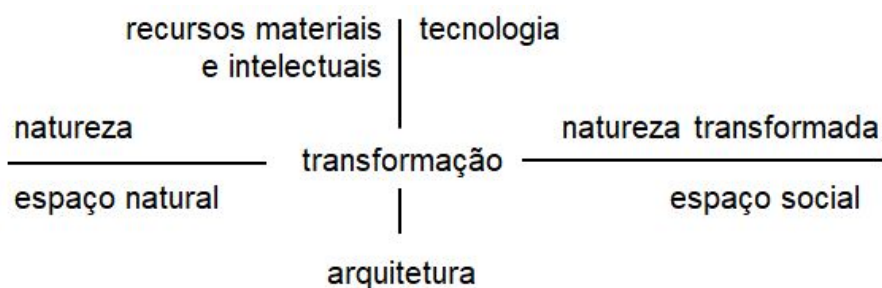 recursos materiais
e intelectuais
tecnologia
natureza
natureza transformada
transformação
espaço natural
espaço social
arquitetura